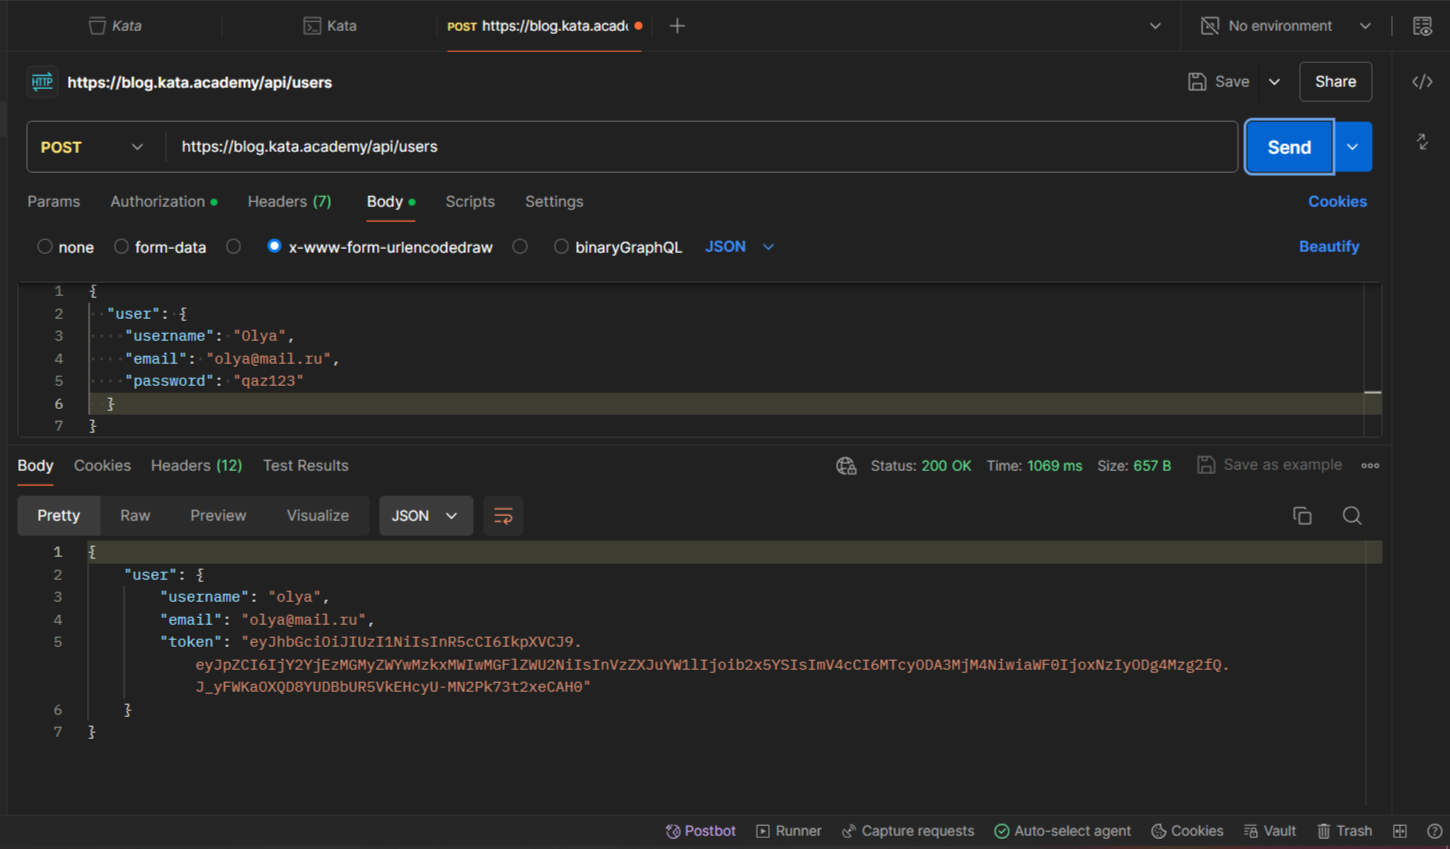 Kata Kata POST https://blog.kata.acade No environment
HTTP https://blog.kata.academy/api/users Save Share
POST https://blog.kata.academy/api/users Send
Params Authorization Headers (7) Body Scripts Settings Cookies
none form-data x-www-form-urlencodedraw binaryGraphQL JSON Beautify
1 {
2 "user": {
3 "username": "Olya",
4 "email": "olya@mail.ru",
5 "password": "qaz123"
6 }
7 }
Body Cookies Headers (12) Test Results Status: 200 OK Time: 1069 ms Size: 657 B Save as example
Pretty Raw Preview Visualize JSON
1 {
2 "user": {
3 "username": "olya",
4 "email": "olya@mail.ru",
5 "token": "eyJhbGciOiJIUzI1NiIsInR5cCI6IkpXVCJ9.
eyJpZCI6IjY2YjEzMGMyZWYwMzkxMWIwMGFlZWU2NiIsInVzZXJuYW1lIjoib2x5YSIsImV4cCI6MTcyODA3MjM4NiwiaWF0IjoxNzIyODg4Mzg2fQ.
J_yFWKaOXQD8YUDBbUR5VkEHcyU-MN2Pk73t2xeCAH0"
6 }
7 }
Postbot Runner Capture requests Auto-select agent Cookies Vault Trash